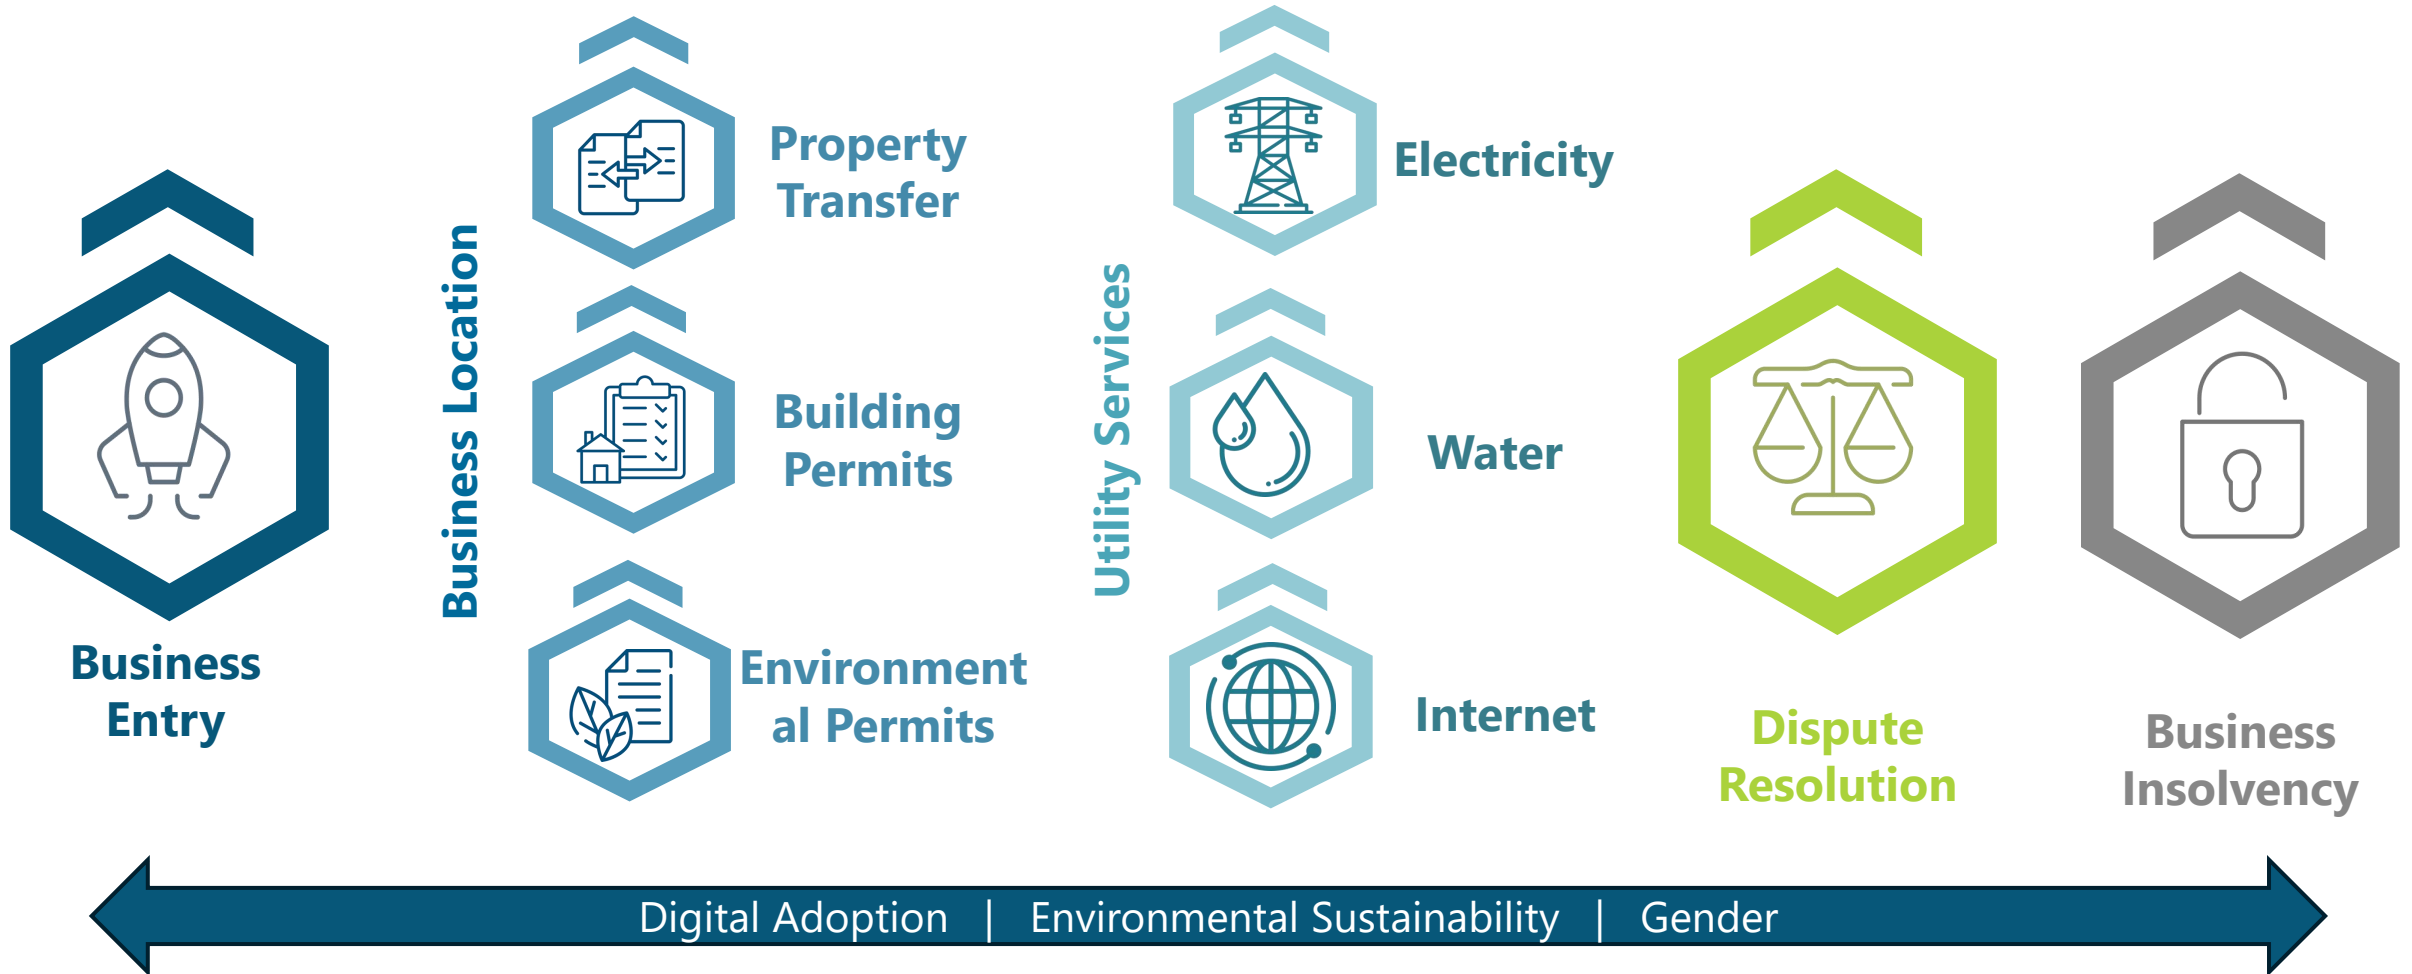 Business
Entry
Business Location
Property
Transfer
Building
Permits
Environment
al Permits
Utility Services
Electricity
Water
Internet
Dispute
Resolution
Business
Insolvency
Digital Adoption | Environmental Sustainability | Gender